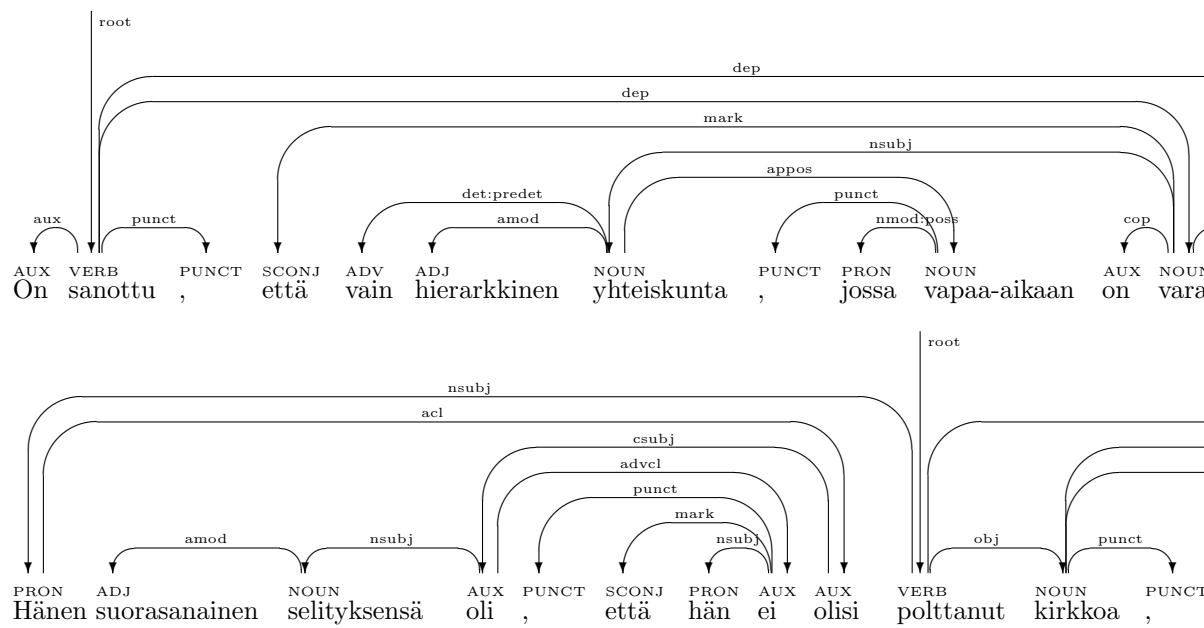 root
dep
dep
mark
nsubj
appos
det:predet punct
aux punct amod nmod:poss cop
AUX VERB PUNCT SCONJ ADV ADJ NOUN PUNCT PRON NOUN AUX NOUN
On sanottu , että vain hierarkkinen yhteiskunta , jossa vapaa-aikaan on vara
root
nsubj
acl
csubj
advcl
punct
mark
amod nsubj nsubj obj punct
PRON ADJ NOUN AUX PUNCT SCONJ PRON AUX AUX VERB NOUN PUNCT
Hänen suorasanainen selityksensä oli , että hän ei olisi polttanut kirkkoa ,